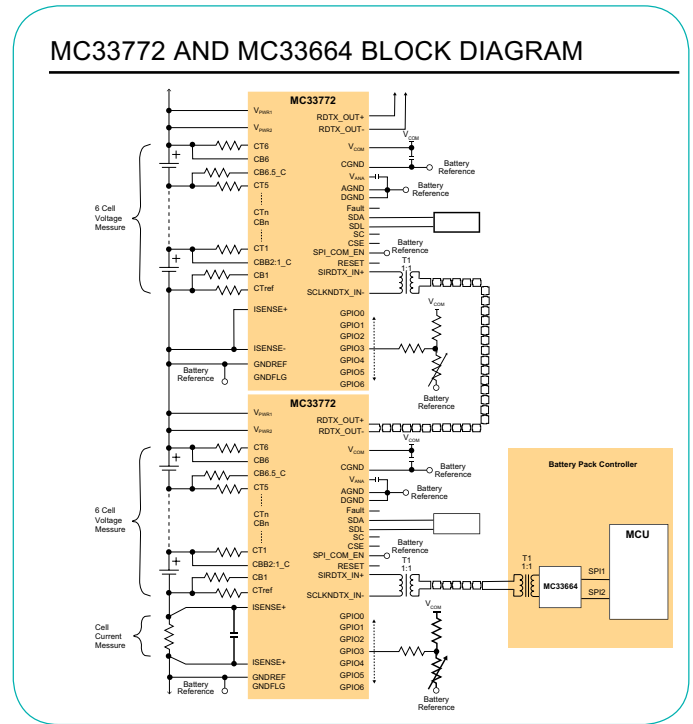 MC33772 AND MC33664 BLOCK DIAGRAM
MC33772
VPWR1
VPWR2
CT6
CB6
CB6.5_C
CT5
CTn
CBn
CT1
CBB2:1_C
CB1
CTref
ISENSE+
ISENSE-
GNDREF
GNDFLG
RDTX_OUT+
RDTX_OUT-
VCOM
CGND
VANA
AGND
DGND
Fault
SDA
SDL
SC
CSE
SPI_COM_EN
RESET
SIRDTX_IN+
SCLKNDTX_IN-
GPIO0
GPIO1
GPIO2
GPIO3
GPIO4
GPIO5
GPIO6
6 Cell
Voltage
Messure
+
+
Battery
Reference
VCOM
Battery
Reference
Battery
Reference
Battery
Reference
T1
1:1
VCOM
Battery
Reference
MC33772
VPWR1
VPWR2
CT6
CB6
CB6.5_C
CT5
CTn
CBn
CT1
CBB2:1_C
CB1
CTref
ISENSE+
ISENSE+
GNDREF
GNDFLG
RDTX_OUT+
RDTX_OUT-
VCOM
CGND
VANA
AGND
DGND
Fault
SDA
SDL
SC
CSE
SPI_COM_EN
RESET
SIRDTX_IN+
SCLKNDTX_IN-
GPIO0
GPIO1
GPIO2
GPIO3
GPIO4
GPIO5
GPIO6
6 Cell
Voltage
Messure
+
+
Cell
Current
Messure
Battery
Reference
VCOM
Battery
Reference
Battery
Reference
Battery
Reference
T1
1:1
VCOM
Battery
Reference
Battery Pack Controller
T1
1:1
MC33664
SPI1
SPI2
MCU